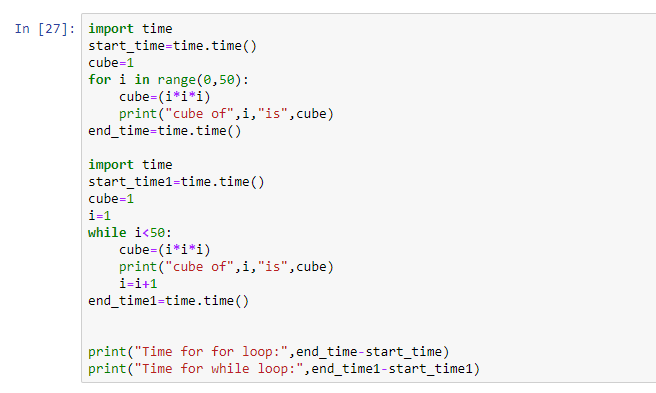 In [27]: import time
start_time=time.time()
cube=1
for i in range(0,50):
    cube=(i*i*i)
    print("cube of",i,"is",cube)
end_time=time.time()

import time
start_time1=time.time()
cube=1
i=1
while i<50:
    cube=(i*i*i)
    print("cube of",i,"is",cube)
    i=i+1
end_time1=time.time()


print("Time for for loop:",end_time-start_time)
print("Time for while loop:",end_time1-start_time1)